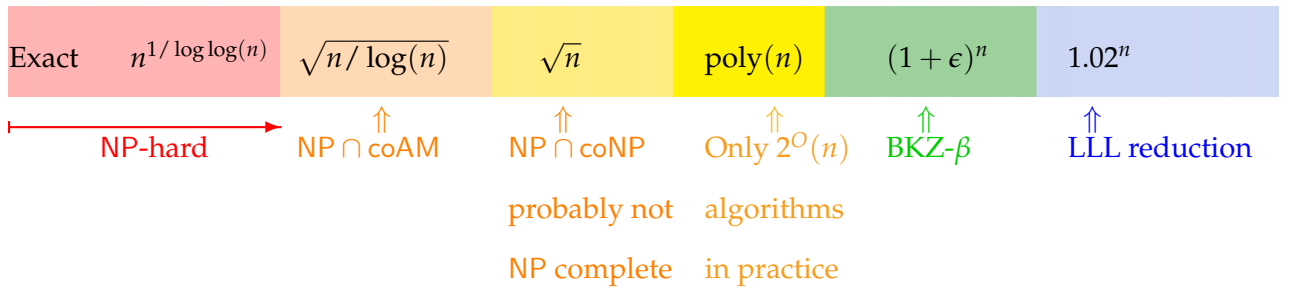 Exact n^{1/log log(n)} √(n/log(n)) √n poly(n) (1 + ϵ)^n 1.02^n
⇑ ⇑ ⇑ ⇑ ⇑
NP-hard NP ∩ coAM NP ∩ coNP Only 2^O(n) BKZ-β LLL reduction
probably not algorithms
NP complete in practice